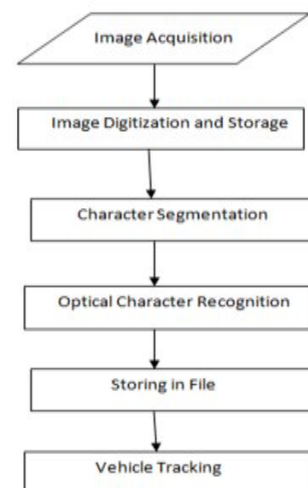 Image Acquisition
Image Digitization and Storage
Character Segmentation
Optical Character Recognition
Storing in File
Vehicle Tracking